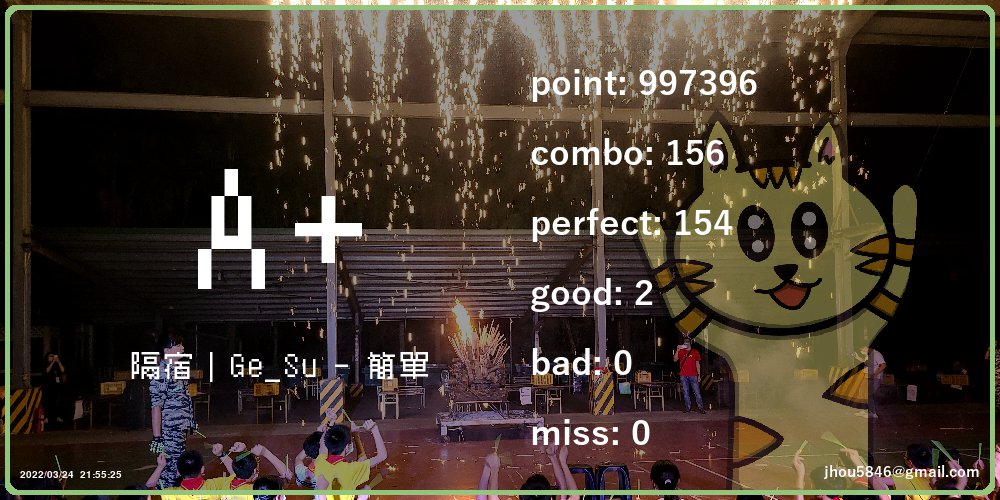 A+
隔宿 | Ge_Su - 簡單
point: 997396
combo: 156
perfect: 154
good: 2
bad: 0
miss: 0
2022/03/24 21:55:25
jhou5846@gmail.com